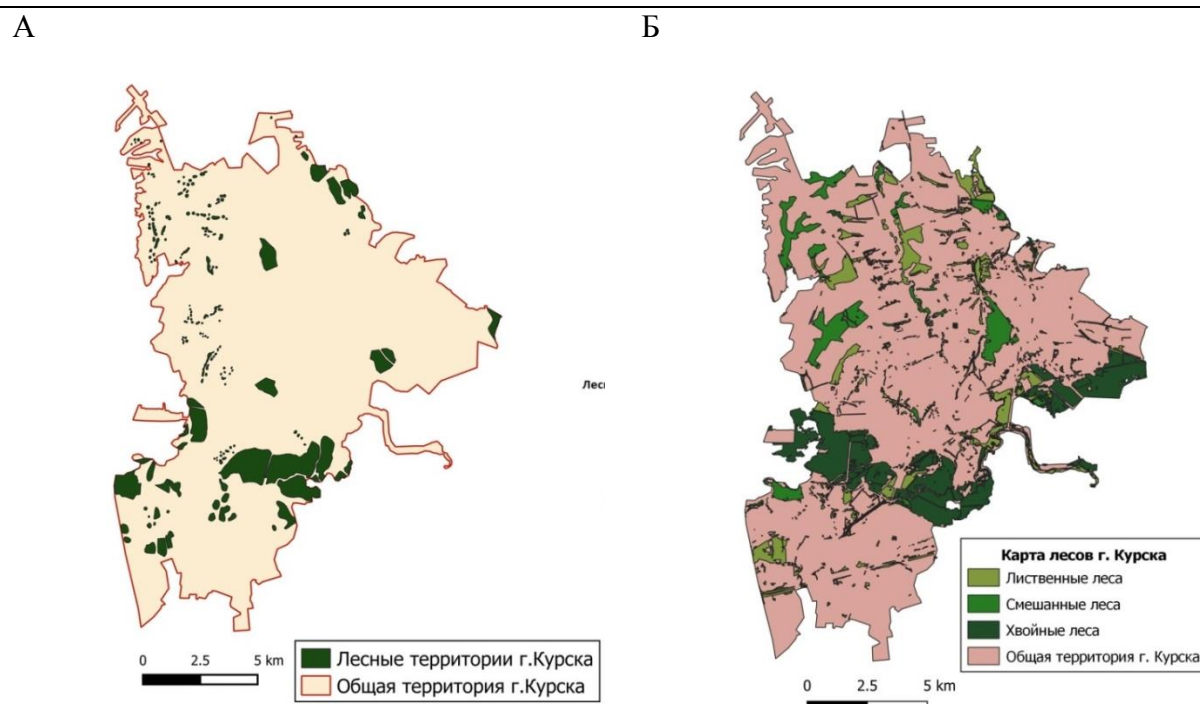 А
Б
Лес
0 2.5 5 km
Лесные территории г.Курска
Общая территория г.Курска
Карта лесов г. Курска
Лиственные леса
Смешанные леса
Хвойные леса
Общая территория г. Курска
0 2.5 5 km